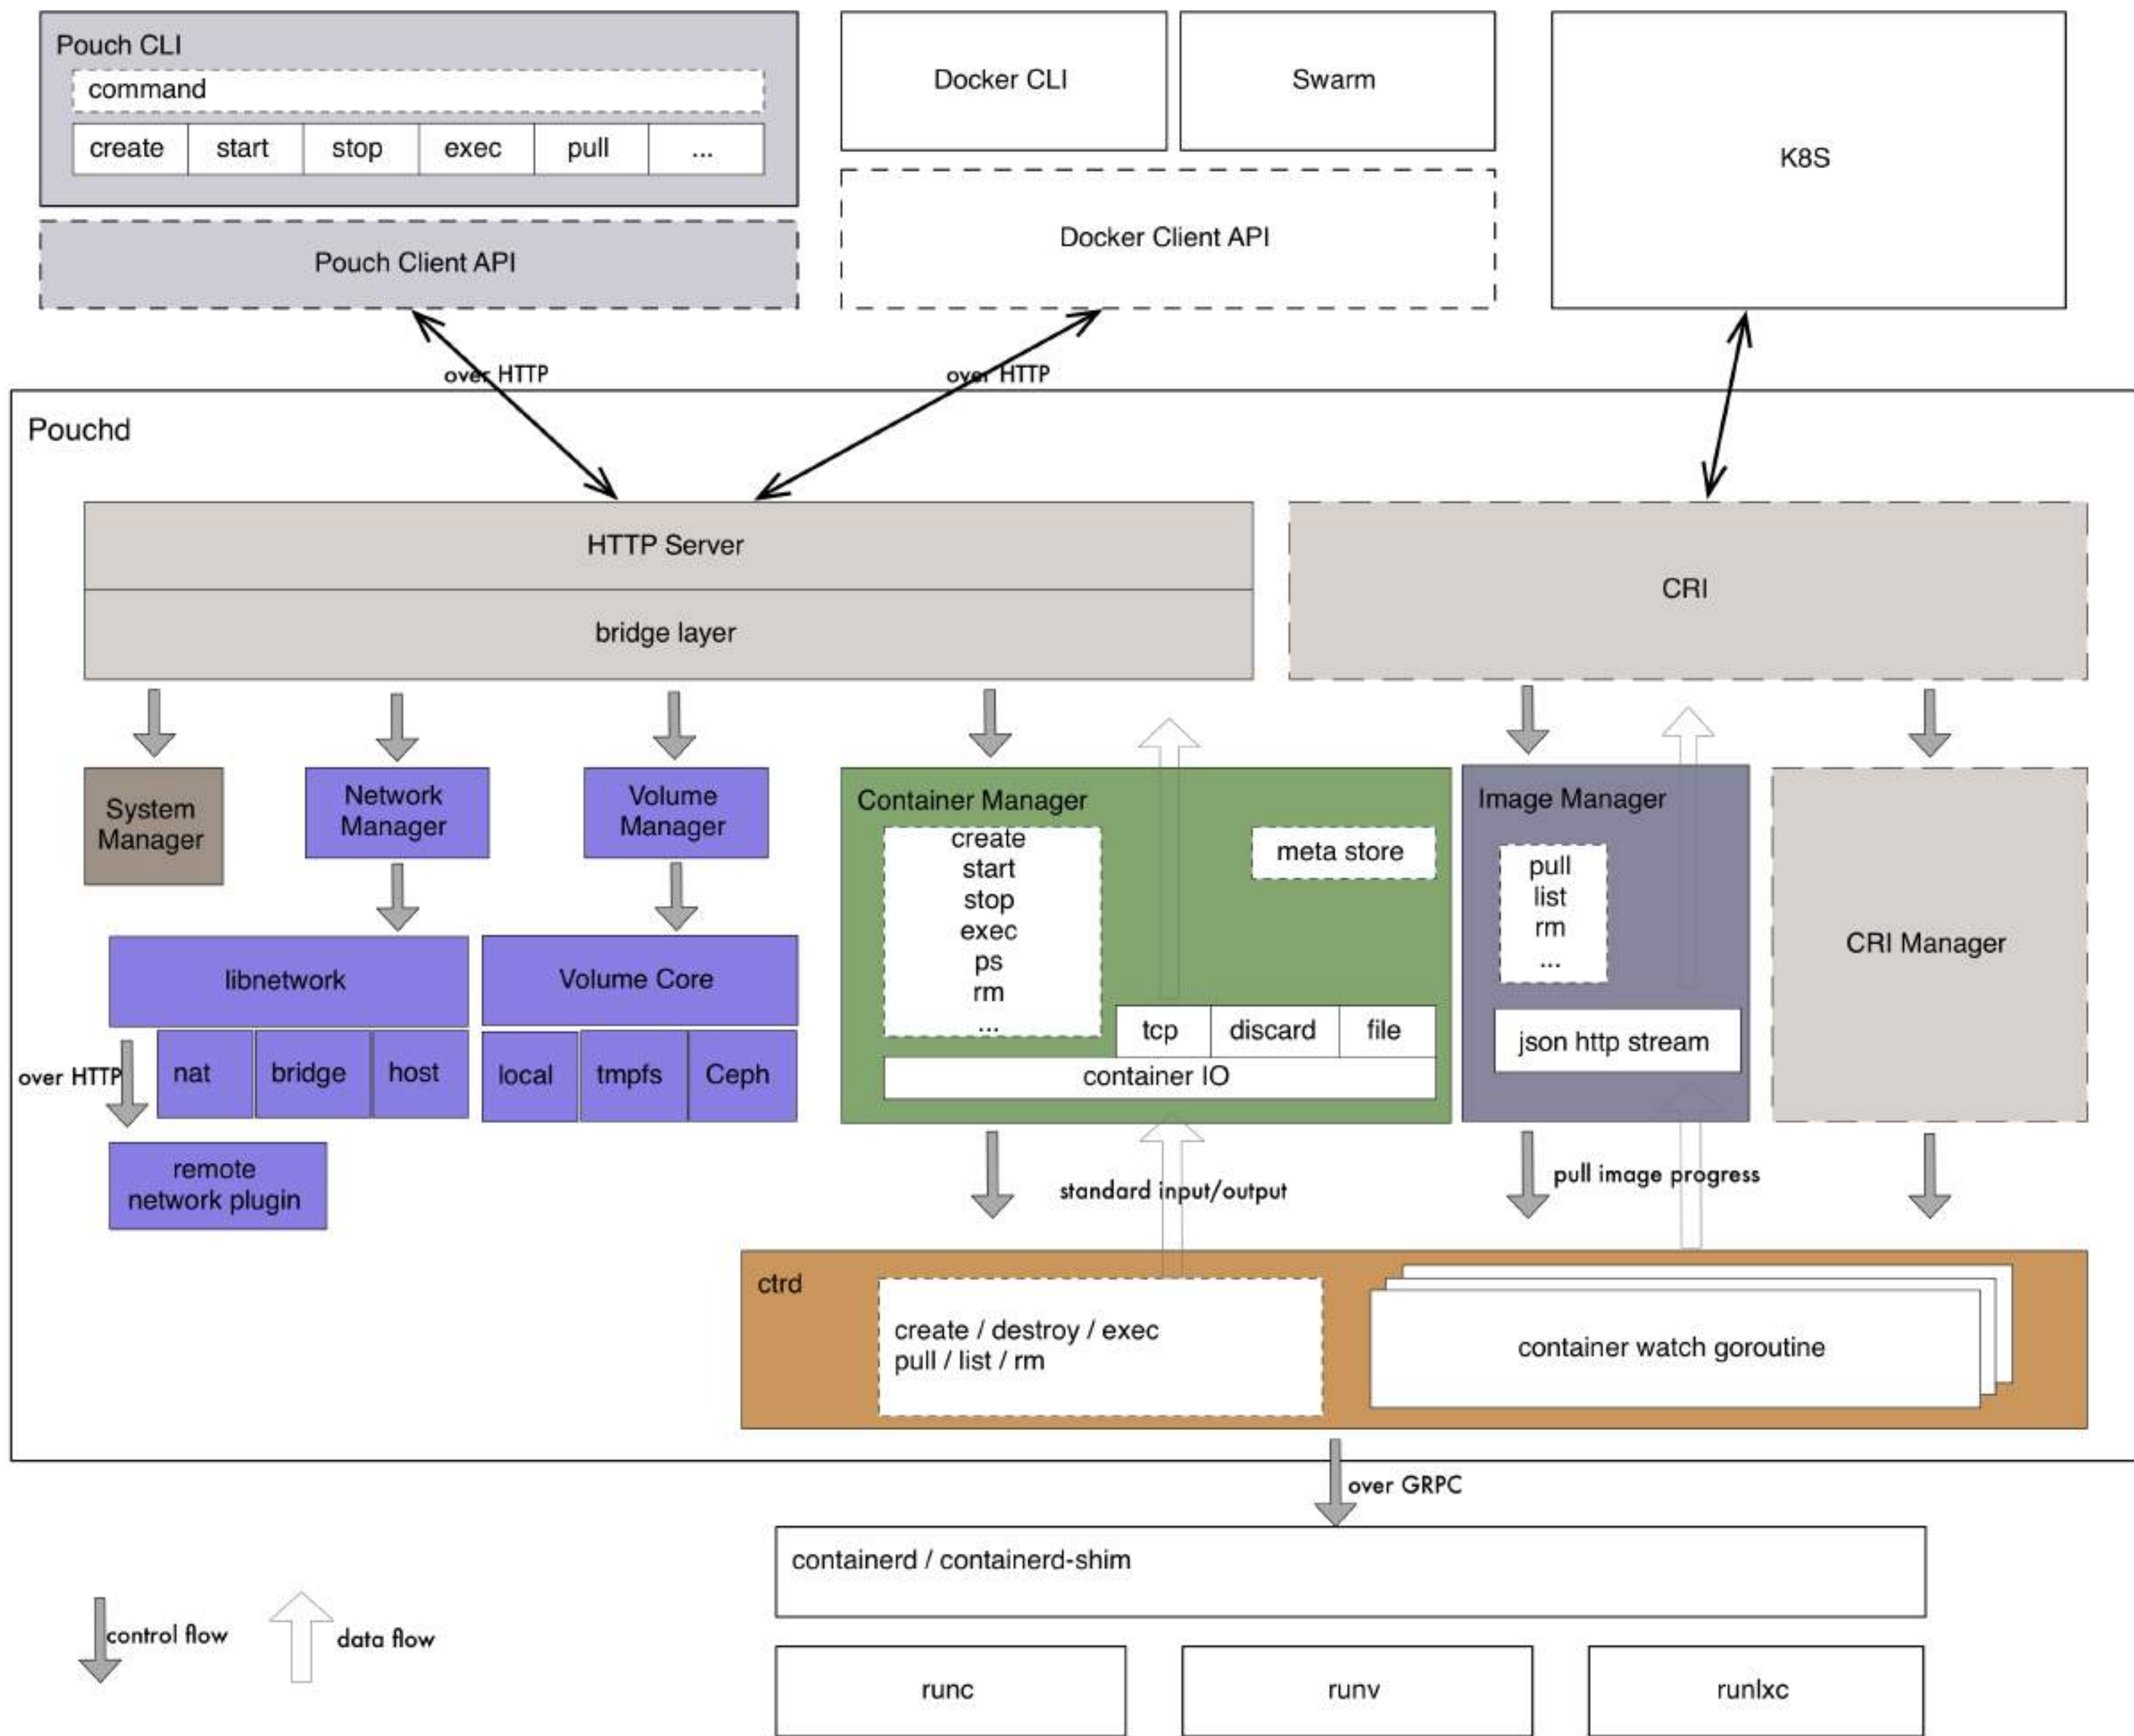 Pouch CLI
command
create
start
stop
exec
pull
...
Pouch Client API
Docker CLI
Swarm
Docker Client API
K8S
over HTTP
over HTTP
Pouchd
HTTP Server
bridge layer
CRI
System
Manager
Network
Manager
Volume
Manager
libnetwork
Volume Core
over HTTP
nat
bridge
host
local
tmpfs
Ceph
remote
network plugin
Container Manager
create
start
stop
exec
ps
rm
...
meta store
tcp
discard
file
container IO
Image Manager
pull
list
rm
...
json http stream
CRI Manager
standard input/output
pull image progress
ctrd
create / destroy / exec
pull / list / rm
container watch goroutine
over GRPC
containerd / containerd-shim
control flow
data flow
runc
runv
runlxc